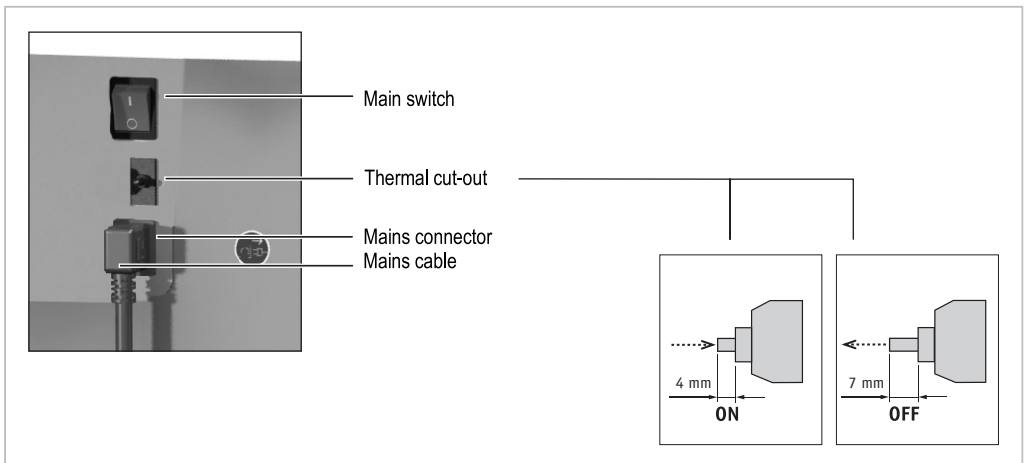 Main switch
Thermal cut-out
Mains connector
Mains cable
4 mm
ON
7 mm
OFF